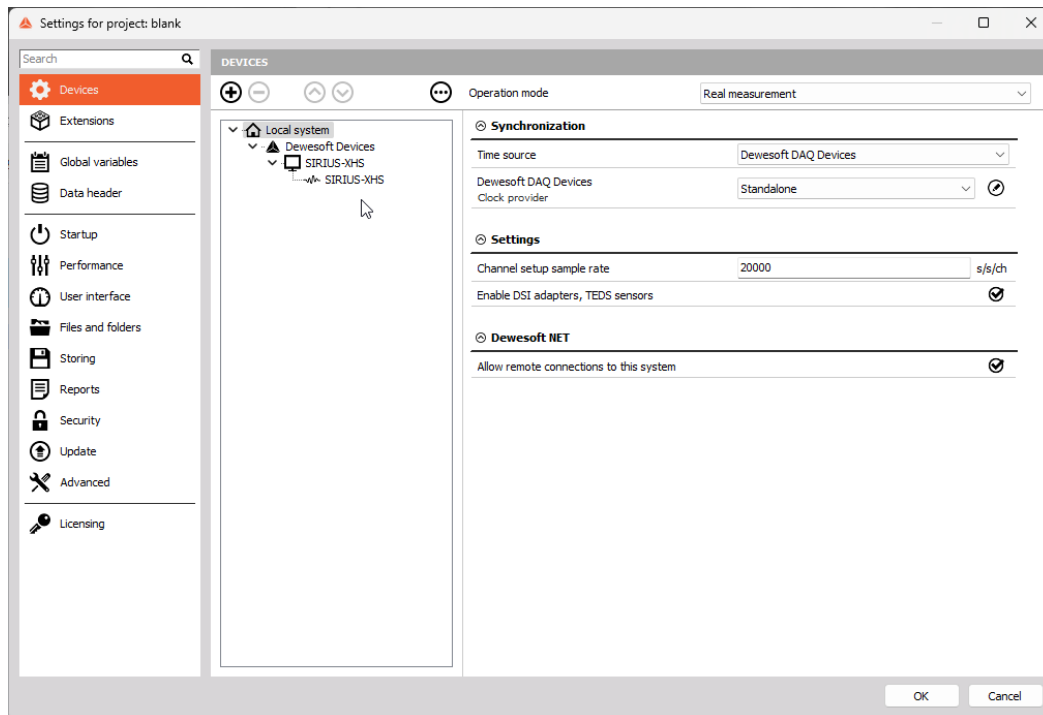 Settings for project: blank
Search
DEVICES
Devices
Extensions
Global variables
Data header
Startup
Performance
User interface
Files and folders
Storing
Reports
Security
Update
Advanced
Licensing
Local system
Dewesoft Devices
SIRIUS-XHS
SIRIUS-XHS
Operation mode Real measurement
Synchronization
Time source Dewesoft DAQ Devices
Dewesoft DAQ Devices Standalone
Clock provider
Settings
Channel setup sample rate 20000 s/s/ch
Enable DSI adapters, TEDS sensors
Dewesoft NET
Allow remote connections to this system
OK Cancel